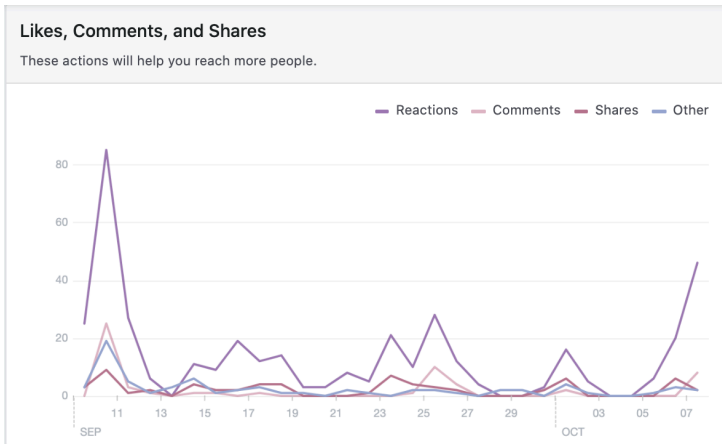 Likes, Comments, and Shares
These actions will help you reach more people.
Reactions Comments Shares Other
80
60
40
20
0
11 13 15 17 19 21 23 25 27 29 03 05 07
SEP OCT